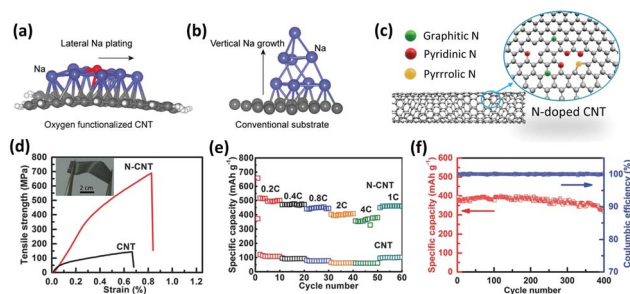 (a)
Lateral Na plating
Na
Oxygen functionalized CNT
(b)
Vertical Na growth
Na
Conventional substrate
(c)
Graphitic N
Pyridinic N
Pyrrrolic N
N-doped CNT
(d)
Tensile strength (MPa)
800
700
600
500
400
300
200
100
0
2 cm
N-CNT
CNT
0.0 0.2 0.4 0.6 0.8 1.0 1.2
Strain (%)
(e)
Specific capacity (mAh g⁻¹)
800
700
600
500
400
300
200
100
0
0.2C
0.4C
0.8C
2C
4C
N-CNT
1C
CNT
0 10 20 30 40 50 60
Cycle number
(f)
Specific capacity (mAh g⁻¹)
600
500
400
300
200
100
0
0 100 200 300 400
Cycle number
100
90
80
70
Coulumbic efficiency (%)